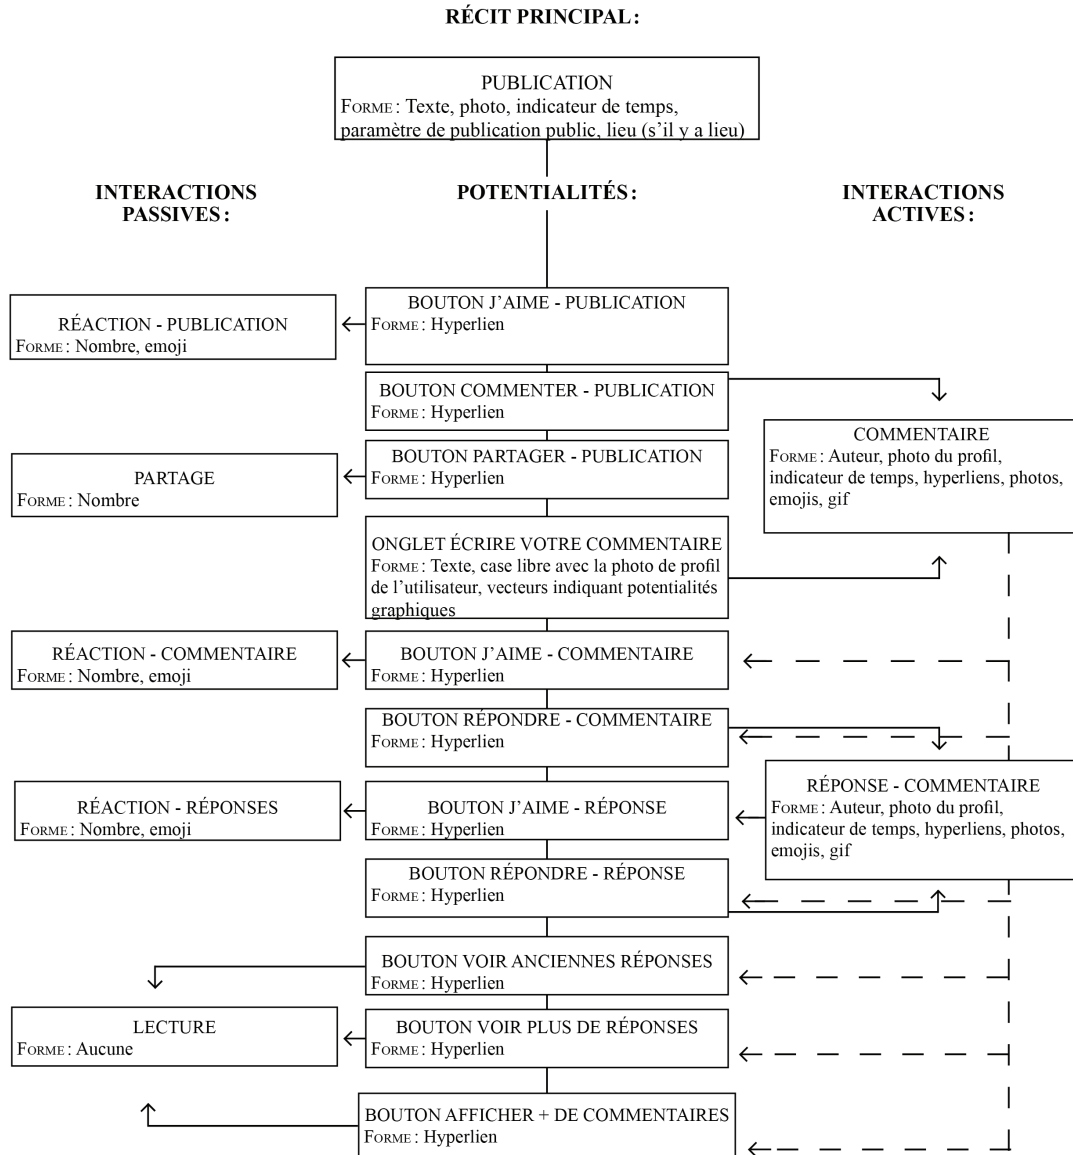 RÉCIT PRINCIPAL :
PUBLICATION
FORME : Texte, photo, indicateur de temps,
paramètre de publication public, lieu (s’il y a lieu)
INTERACTIONS
PASSIVES :
POTENTIALITÉS :
INTERACTIONS
ACTIVES :
BOUTON J’AIME - PUBLICATION
FORME : Hyperlien
RÉACTION - PUBLICATION
FORME : Nombre, emoji
BOUTON COMMENTER - PUBLICATION
FORME : Hyperlien
COMMENTAIRE
FORME : Auteur, photo du profil,
indicateur de temps, hyperliens, photos,
emojis, gif
BOUTON PARTAGER - PUBLICATION
FORME : Hyperlien
PARTAGE
FORME : Nombre
ONGLET ÉCRIRE VOTRE COMMENTAIRE
FORME : Texte, case libre avec la photo de profil
de l’utilisateur, vecteurs indiquant potentialités
graphiques
RÉACTION - COMMENTAIRE
FORME : Nombre, emoji
BOUTON J’AIME - COMMENTAIRE
FORME : Hyperlien
BOUTON RÉPONDRE - COMMENTAIRE
FORME : Hyperlien
RÉPONSE - COMMENTAIRE
FORME : Auteur, photo du profil,
indicateur de temps, hyperliens, photos,
emojis, gif
RÉACTION - RÉPONSES
FORME : Nombre, emoji
BOUTON J’AIME - RÉPONSE
FORME : Hyperlien
BOUTON RÉPONDRE - RÉPONSE
FORME : Hyperlien
BOUTON VOIR ANCIENNES RÉPONSES
FORME : Hyperlien
LECTURE
FORME : Aucune
BOUTON VOIR PLUS DE RÉPONSES
FORME : Hyperlien
BOUTON AFFICHER + DE COMMENTAIRES
FORME : Hyperlien